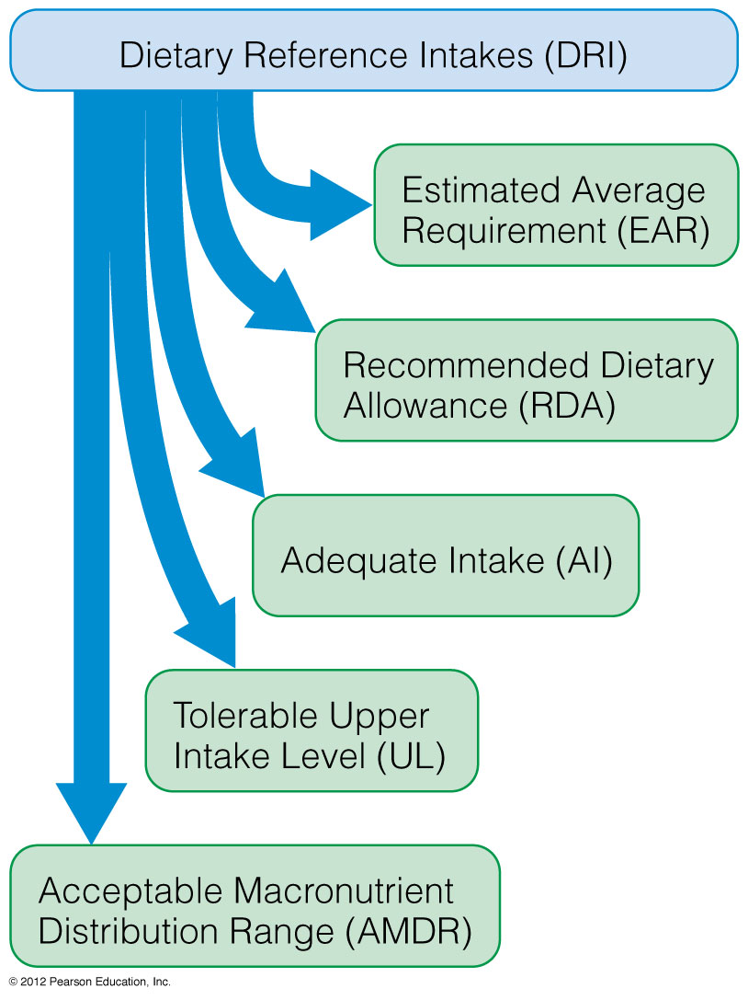 Dietary Reference Intakes (DRI)
Estimated Average
Requirement (EAR)
Recommended Dietary
Allowance (RDA)
Adequate Intake (AI)
Tolerable Upper
Intake Level (UL)
Acceptable Macronutrient
Distribution Range (AMDR)
© 2012 Pearson Education, Inc.